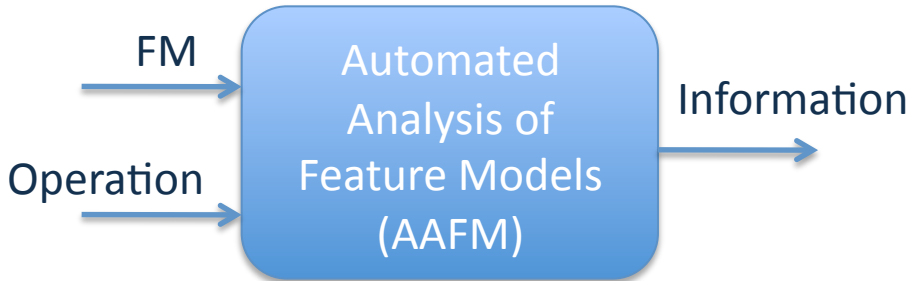 FM
Operation
Automated
Analysis of
Feature Models
(AAFM)
Information